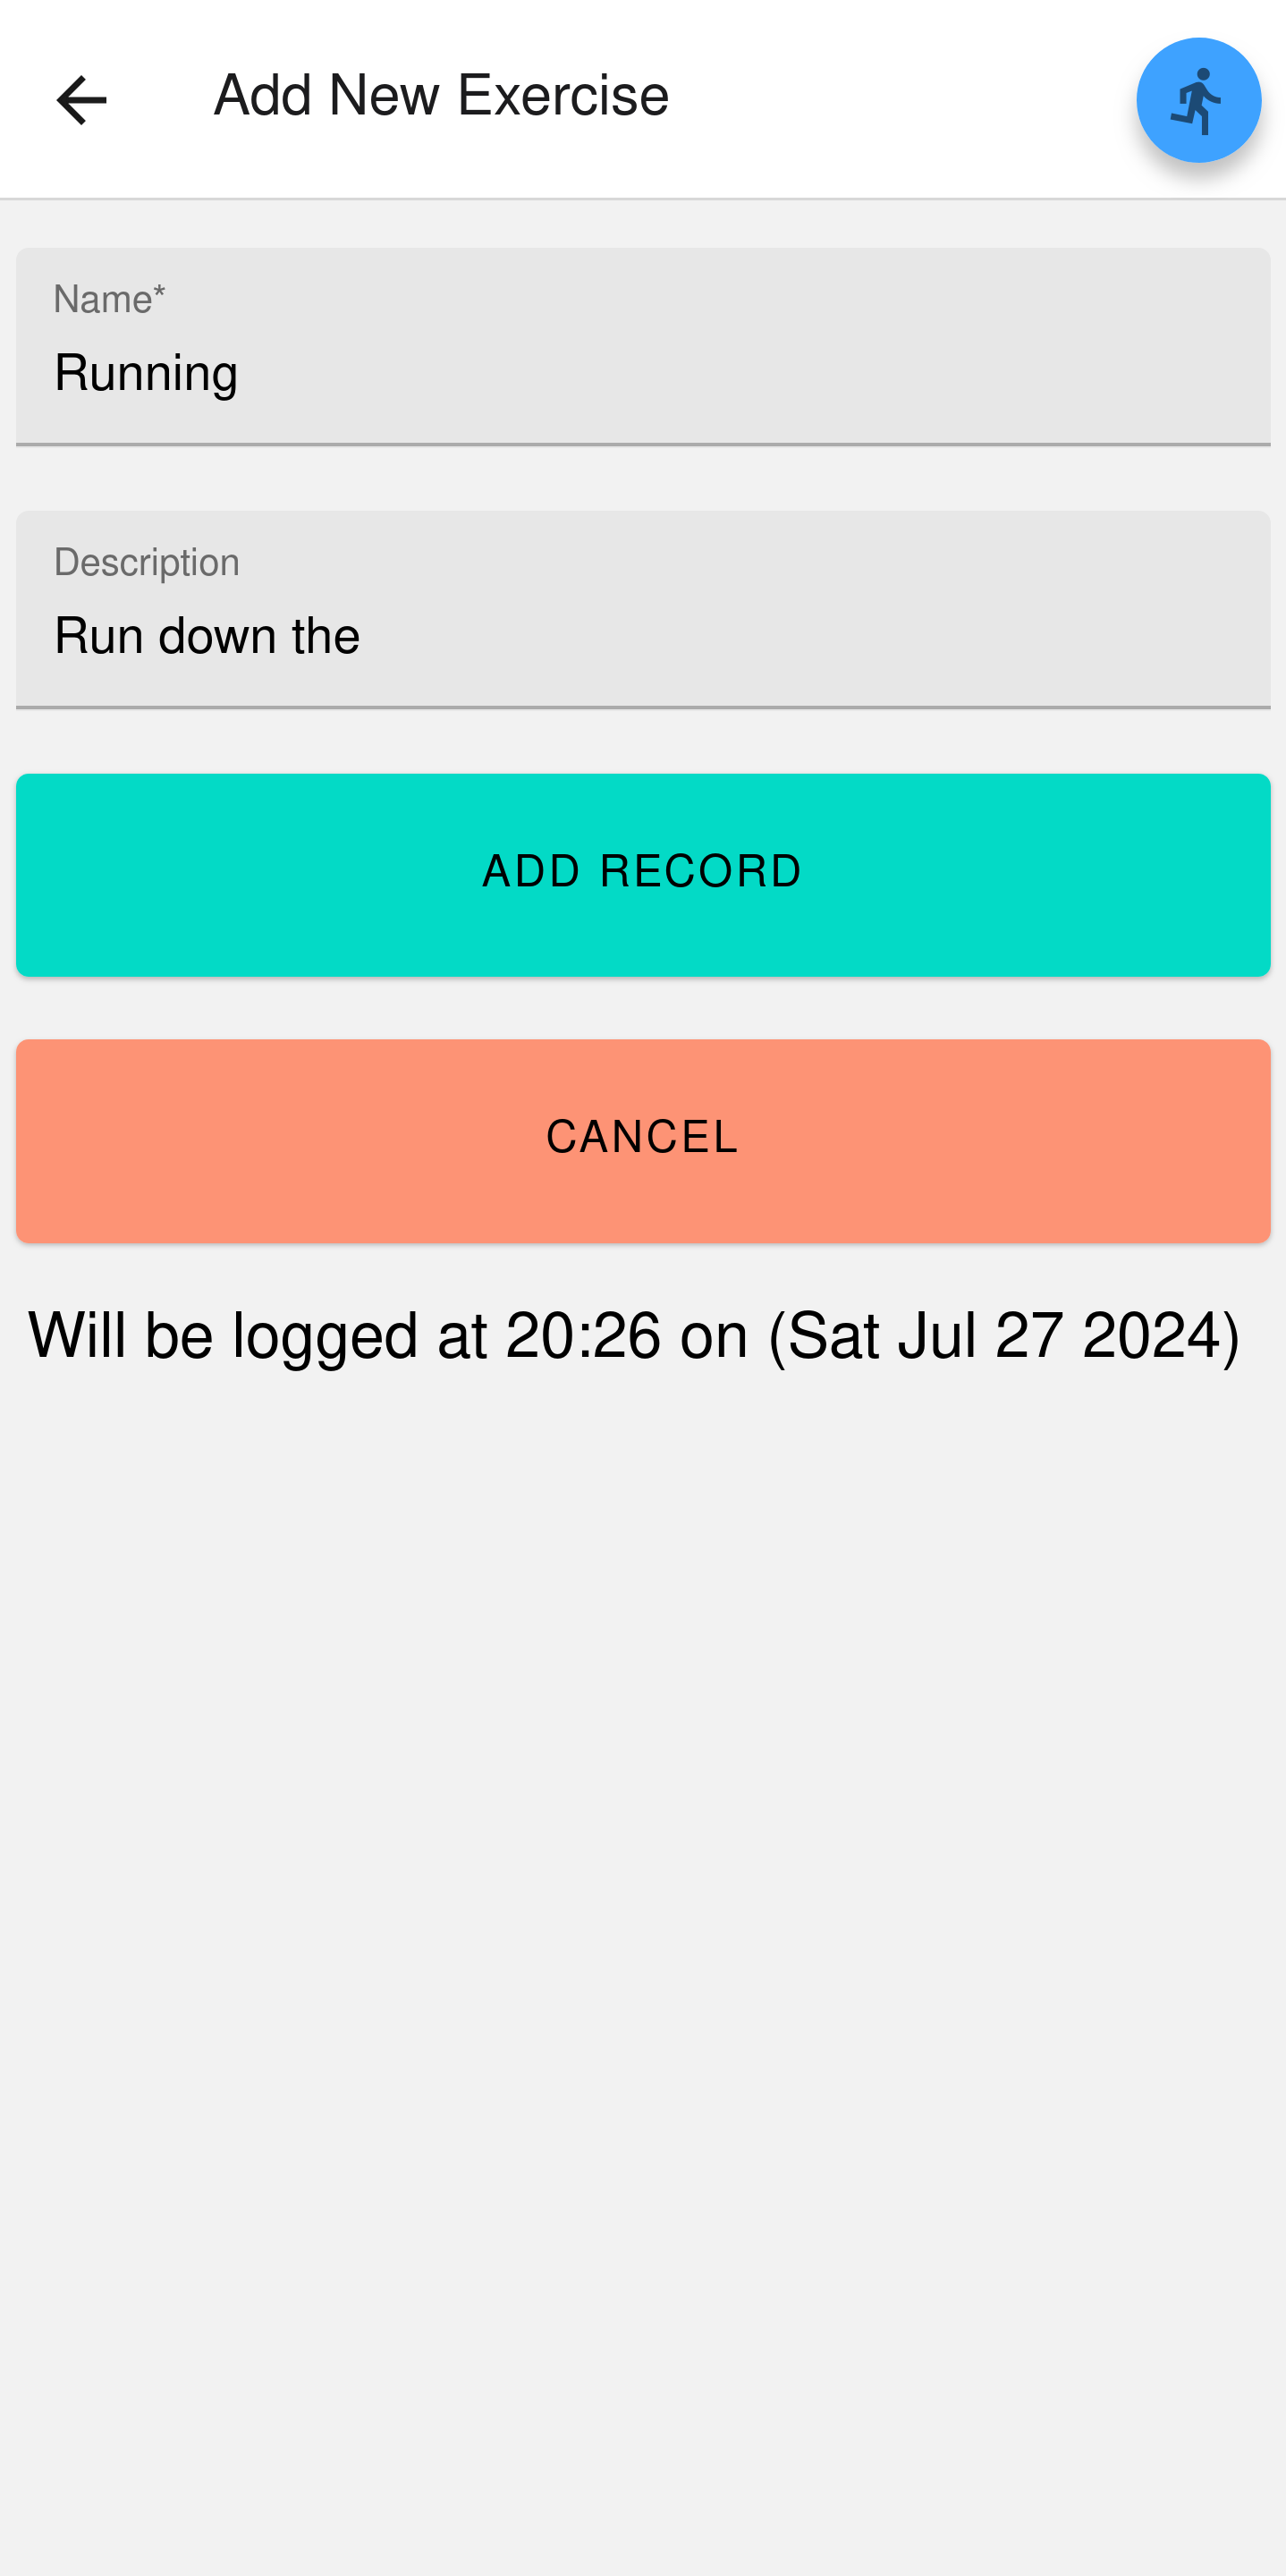 Add New Exercise
Name*
Running
Description
Run down the
ADD RECORD
CANCEL
Will be logged at 20:26 on (Sat Jul 27 2024)